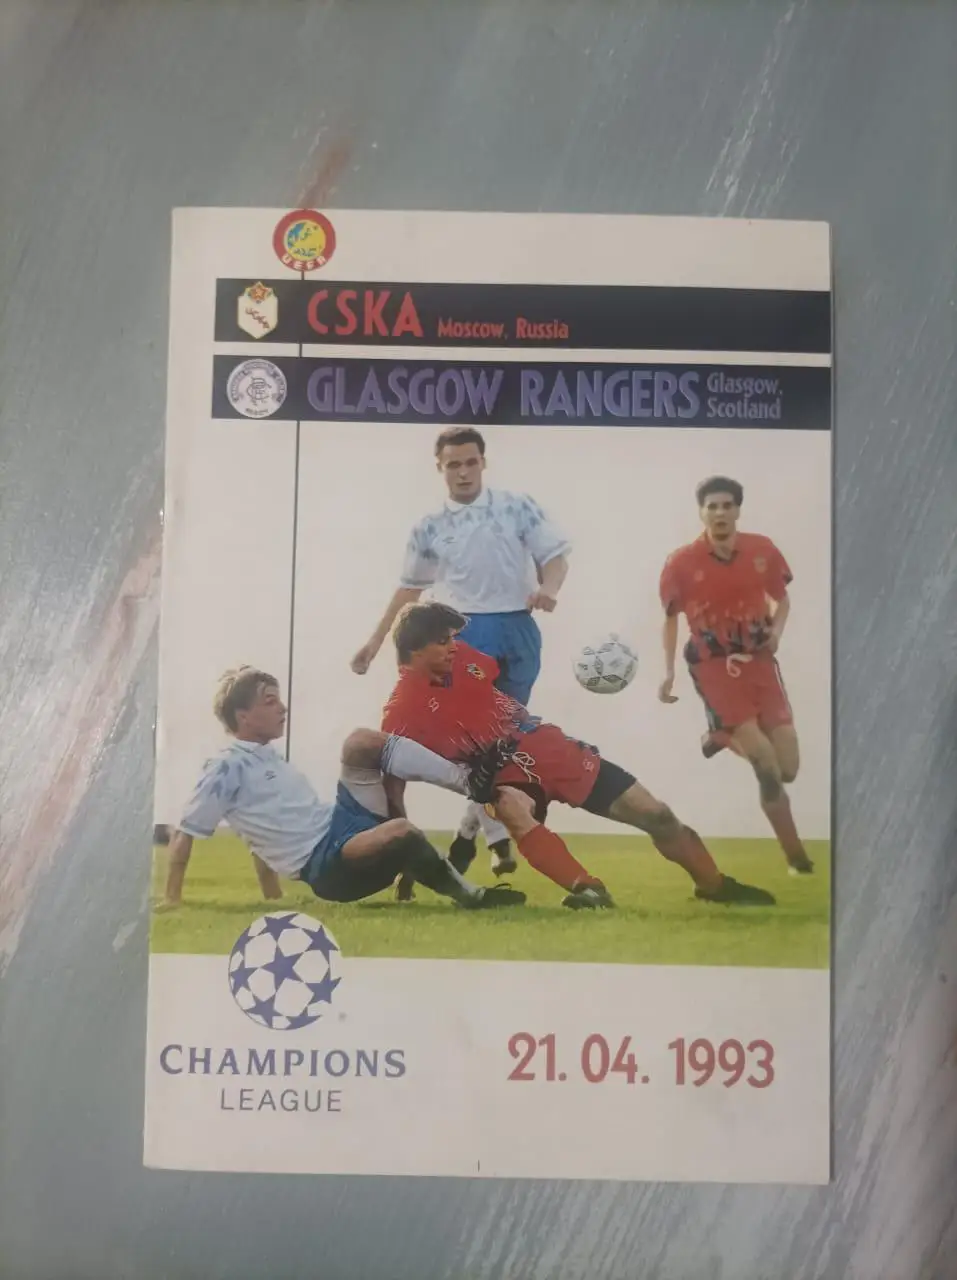 UEFA
CSKA Moscow, Russia
GLASGOW RANGERS Glasgow,
Scotland
CHAMPIONS
LEAGUE
21. 04. 1993